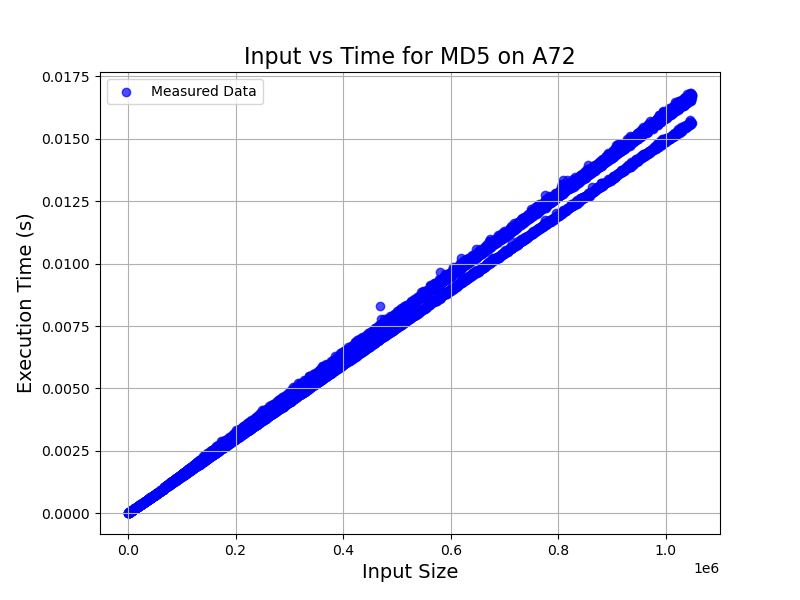 Input vs Time for MD5 on A72
Measured Data
Execution Time (s)
0.0175
0.0150
0.0125
0.0100
0.0075
0.0050
0.0025
0.0000
0.0 0.2 0.4 0.6 0.8 1.0
1e6
Input Size